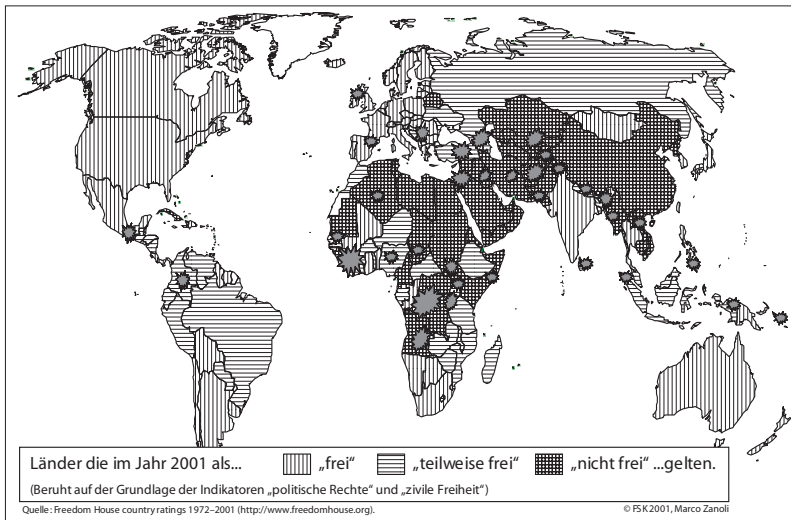 Länder die im Jahr 2001 als... „frei“ „teilweise frei“ „nicht frei“ ...gelten.
(Beruht auf der Grundlage der Indikatoren „politische Rechte“ und „zivile Freiheit“)
Quelle: Freedom House country ratings 1972–2001 (http://www.freedomhouse.org). © FSK 2001, Marco Zanoli